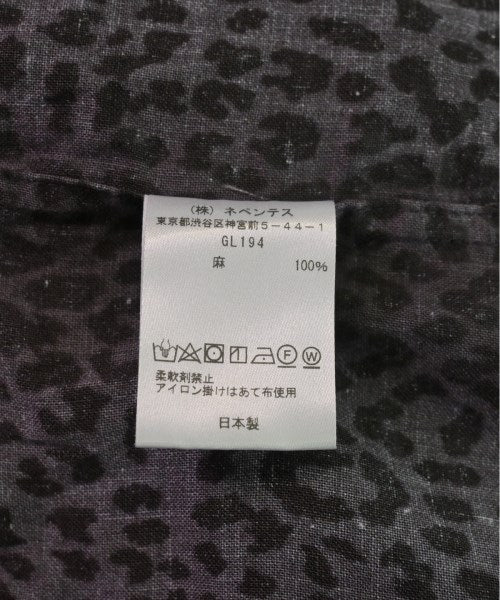 (株) ネペンテス
東京都渋谷区神宮前5-44-1
GL194
麻 100%
F W
柔軟剤禁止
アイロン掛けはあて布使用
日本製